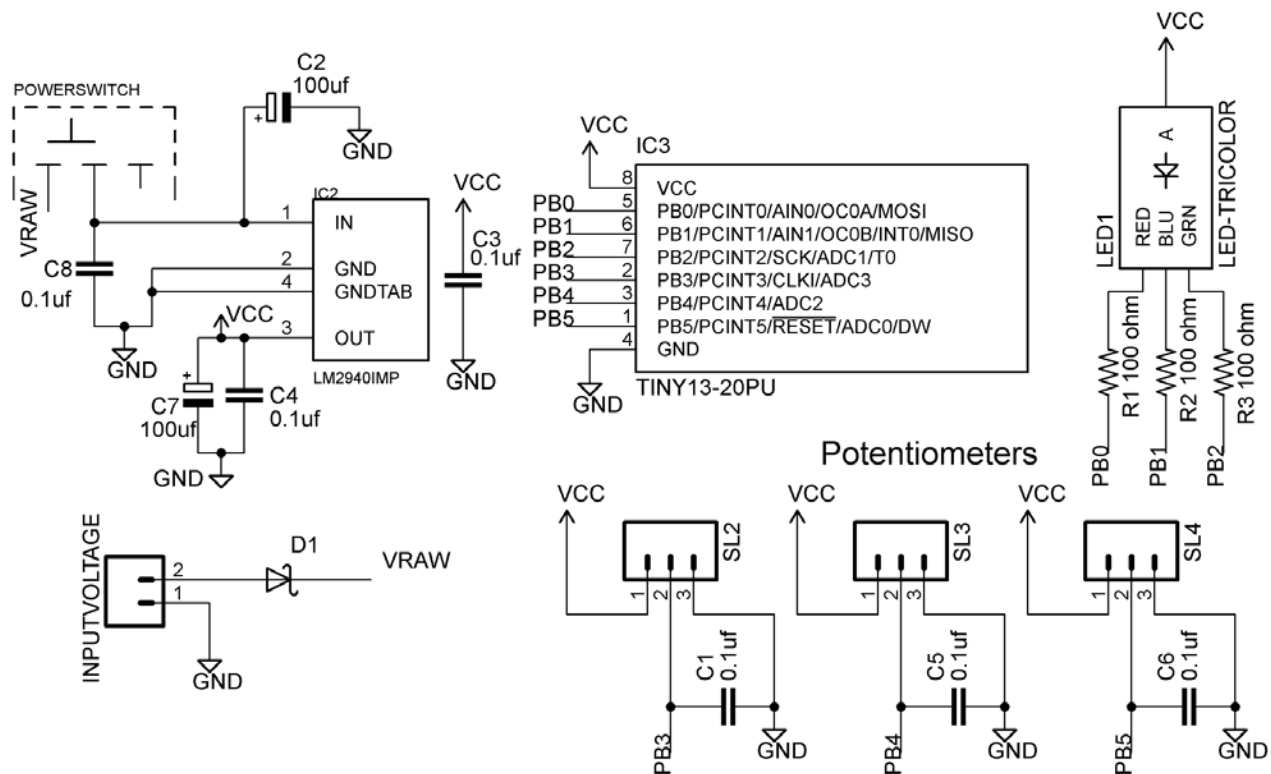 POWERSWITCH
VRAW
C2
100uf
+
GND
C8
0.1uf
GND
IC2
1 IN
2 GND
4 GNDTAB
3 OUT
LM2940IMP
VCC
+
C7
100uf
C4
0.1uf
GND
VCC
C3
0.1uf
GND
VCC
IC3
8 VCC
PB0 5 PB0/PCINT0/AIN0/OC0A/MOSI
PB1 6 PB1/PCINT1/AIN1/OC0B/INT0/MISO
PB2 7 PB2/PCINT2/SCK/ADC1/T0
PB3 2 PB3/PCINT3/CLKI/ADC3
PB4 3 PB4/PCINT4/ADC2
PB5 1 PB5/PCINT5/RESET/ADC0/DW
4 GND
GND
TINY13-20PU
VCC
A
LED1
RED
BLU
GRN
LED-TRICOLOR
R1 100 ohm
R2 100 ohm
R3 100 ohm
PB0
PB1
PB2
INPUTVOLTAGE
2
1
D1
VRAW
GND
Potentiometers
VCC
SL2
1
2
3
C1
0.1uf
PB3
GND
VCC
SL3
1
2
3
C5
0.1uf
PB4
GND
VCC
SL4
1
2
3
C6
0.1uf
PB5
GND